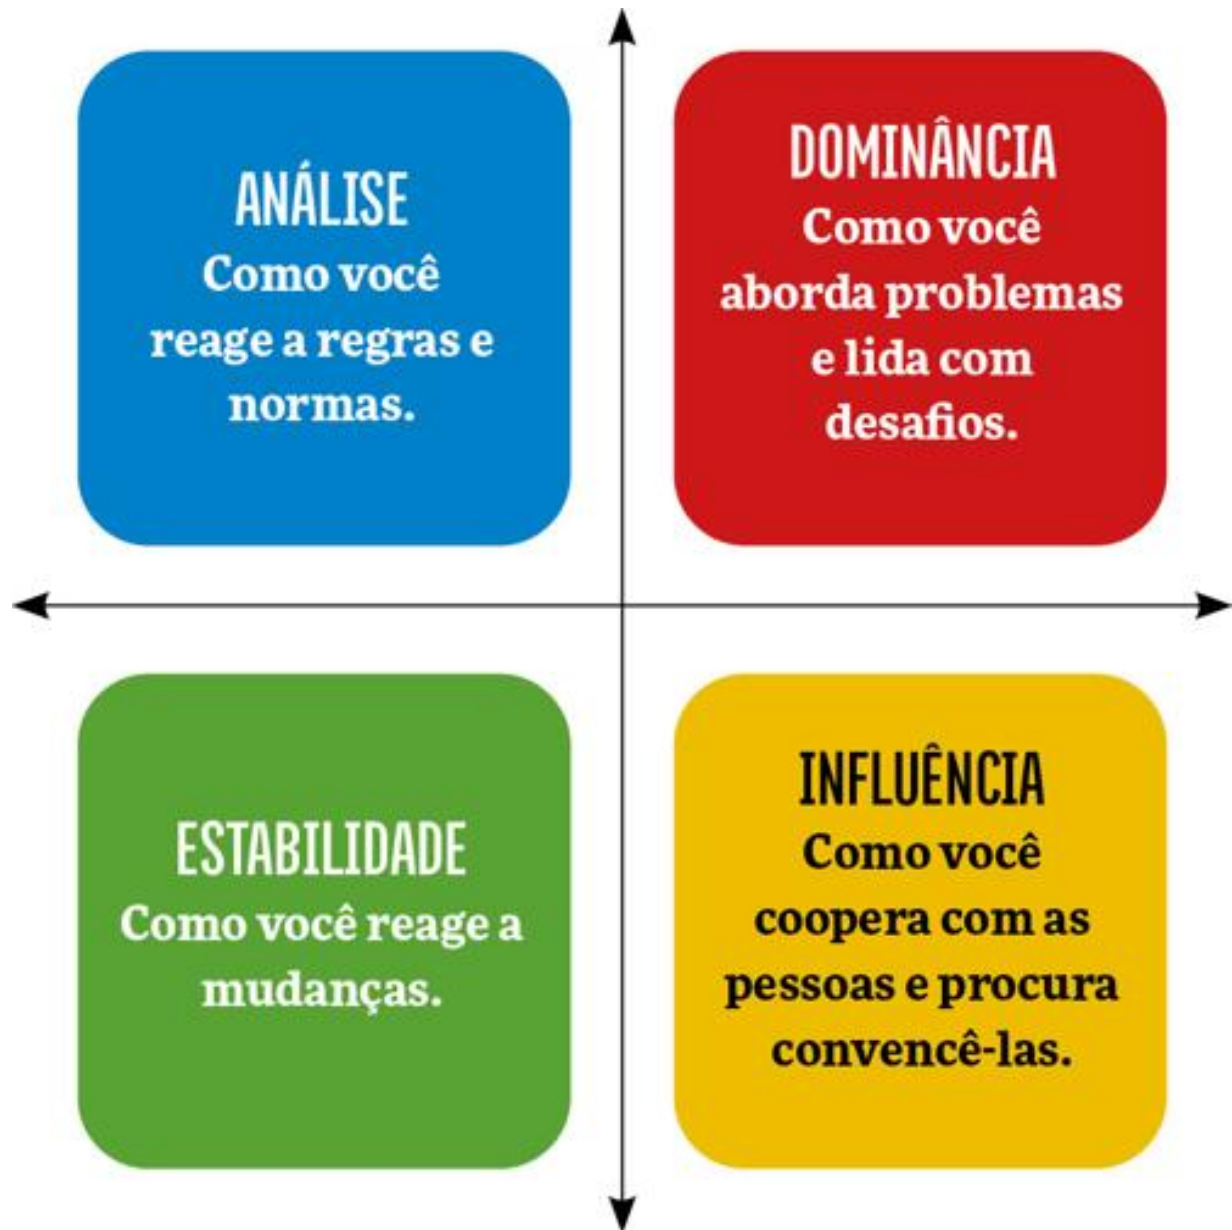 ANÁLISE
Como você
reage a regras e
normas.
DOMINÂNCIA
Como você
aborda problemas
e lida com
desafios.
ESTABILIDADE
Como você reage a
mudanças.
INFLUÊNCIA
Como você
coopera com as
pessoas e procura
convencê-las.